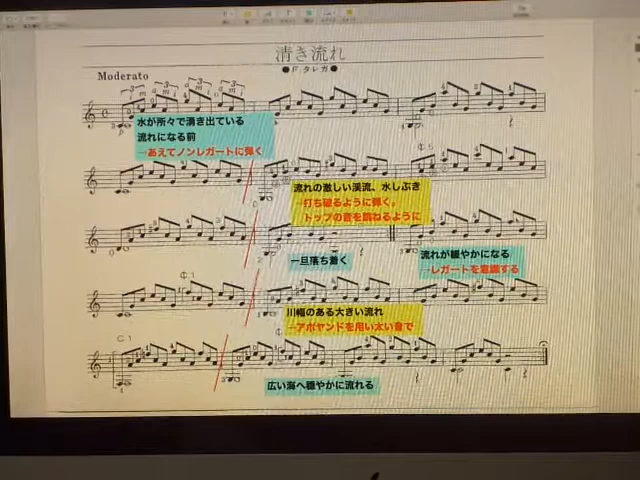 清き流れ
●F.タレガ●
Moderato
水が所々で湧き出ている
流れになる前
→あえてノンレガートに弾く
C.5
流れの激しい渓流、水しぶき
→打ち破るように弾く。
トップの音を跳ねるように
一旦落ち着く
流れが緩やかになる
→レガートを意識する
C.1
川幅のある大きい流れ
→アポヤンドを用い太い音で
C.1
広い海へ穏やかに流れる